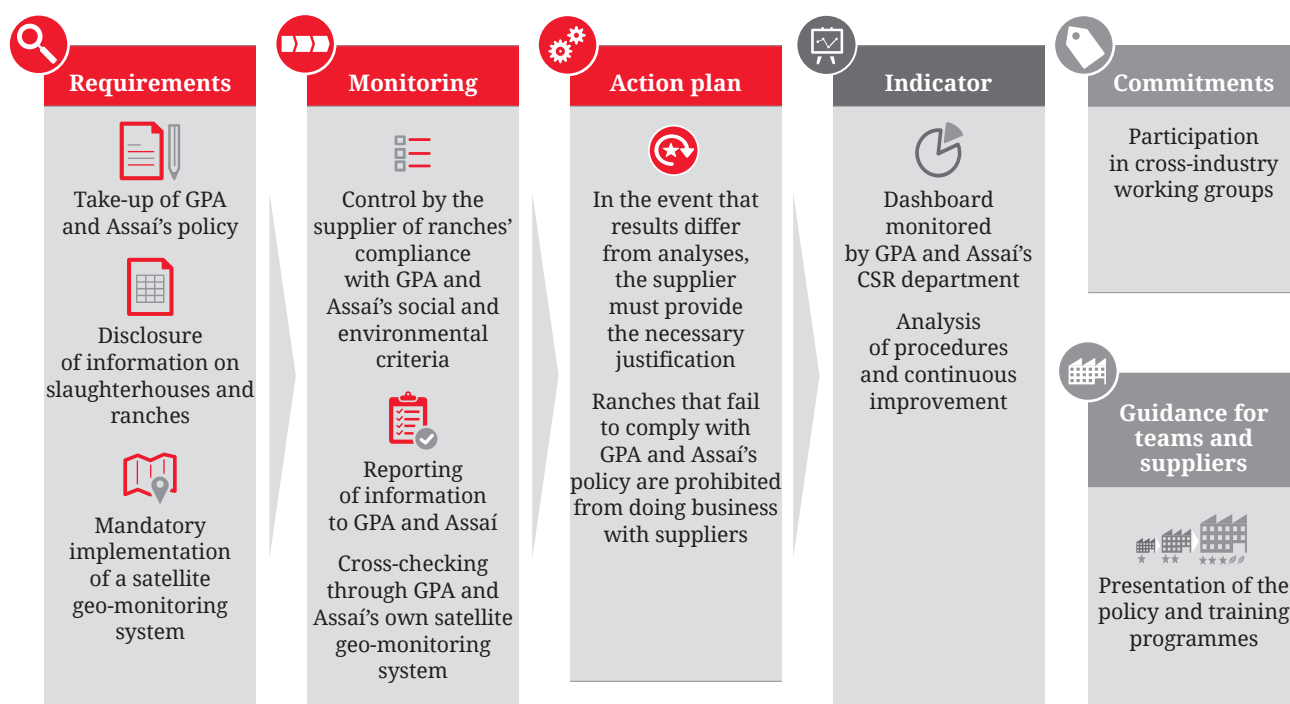 Requirements
Take-up of GPA
and Assaí’s policy
Disclosure
of information on
slaughterhouses and
ranches
Mandatory
implementation
of a satellite
geo-monitoring
system
Monitoring
Control by the
supplier of ranches’
compliance
with GPA and
Assaí’s social and
environmental
criteria
Reporting
of information
to GPA and Assaí
Cross-checking
through GPA and
Assaí’s own satellite
geo-monitoring
system
Action plan
In the event that
results differ
from analyses,
the supplier
must provide
the necessary
justification
Ranches that fail
to comply with
GPA and Assaí’s
policy are prohibited
from doing business
with suppliers
Indicator
Dashboard
monitored
by GPA and Assaí’s
CSR department
Analysis
of procedures
and continuous
improvement
Commitments
Participation
in cross-industry
working groups
Guidance for
teams and
suppliers
Presentation of the
policy and training
programmes